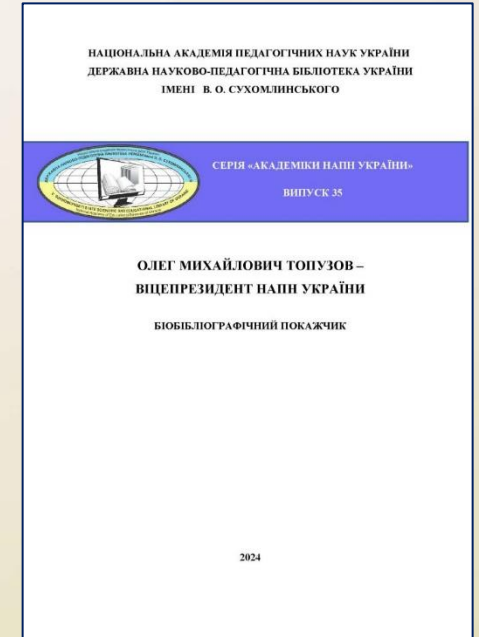 НАЦІОНАЛЬНА АКАДЕМІЯ ПЕДАГОГІЧНИХ НАУК УКРАЇНИ
ДЕРЖАВНА НАУКОВО-ПЕДАГОГІЧНА БІБЛІОТЕКА УКРАЇНИ
ІМЕНІ В. О. СУХОМЛИНСЬКОГО
СЕРІЯ «АКАДЕМІКИ НАПН УКРАЇНИ»
ВИПУСК 35
ОЛЕГ МИХАЙЛОВИЧ ТОПУЗОВ –
ВІЦЕПРЕЗИДЕНТ НАПН УКРАЇНИ
БІОБІБЛІОГРАФІЧНИЙ ПОКАЖЧИК
2024